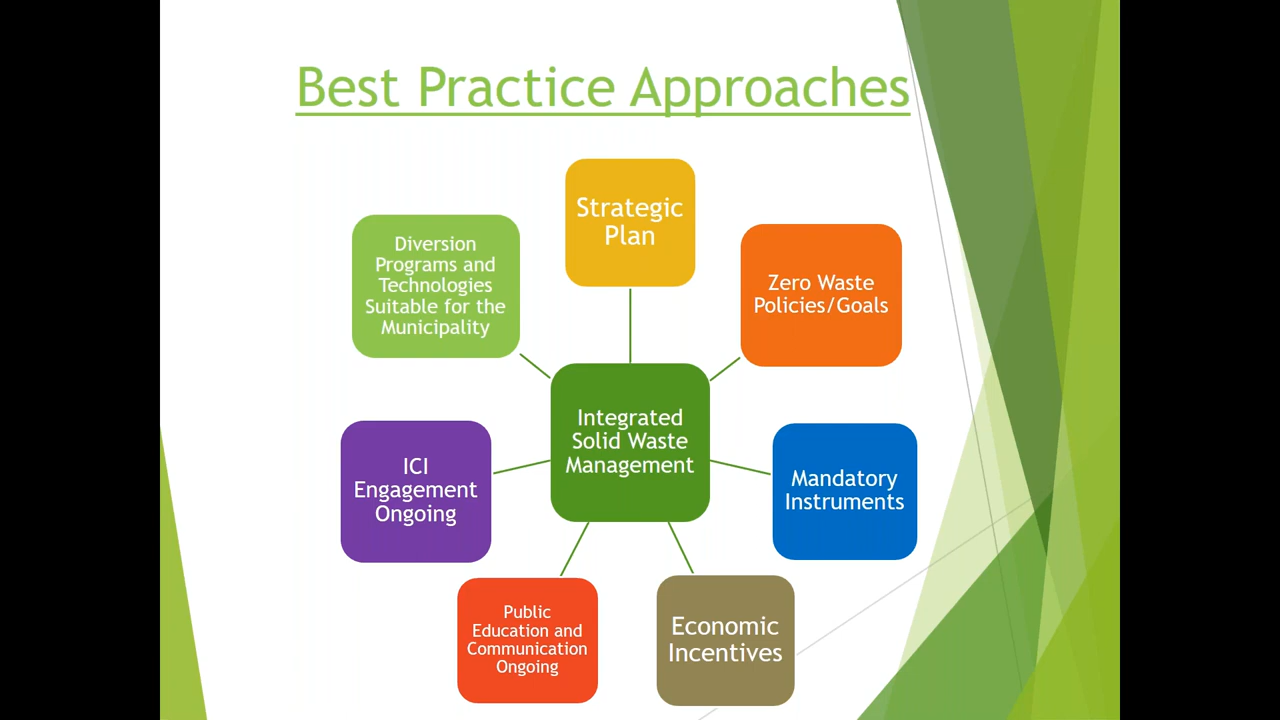 Best Practice Approaches
Strategic
Plan
Zero Waste
Policies/Goals
Mandatory
Instruments
Economic
Incentives
Public
Education and
Communication
Ongoing
ICI
Engagement
Ongoing
Diversion
Programs and
Technologies
Suitable for the
Municipality
Integrated
Solid Waste
Management